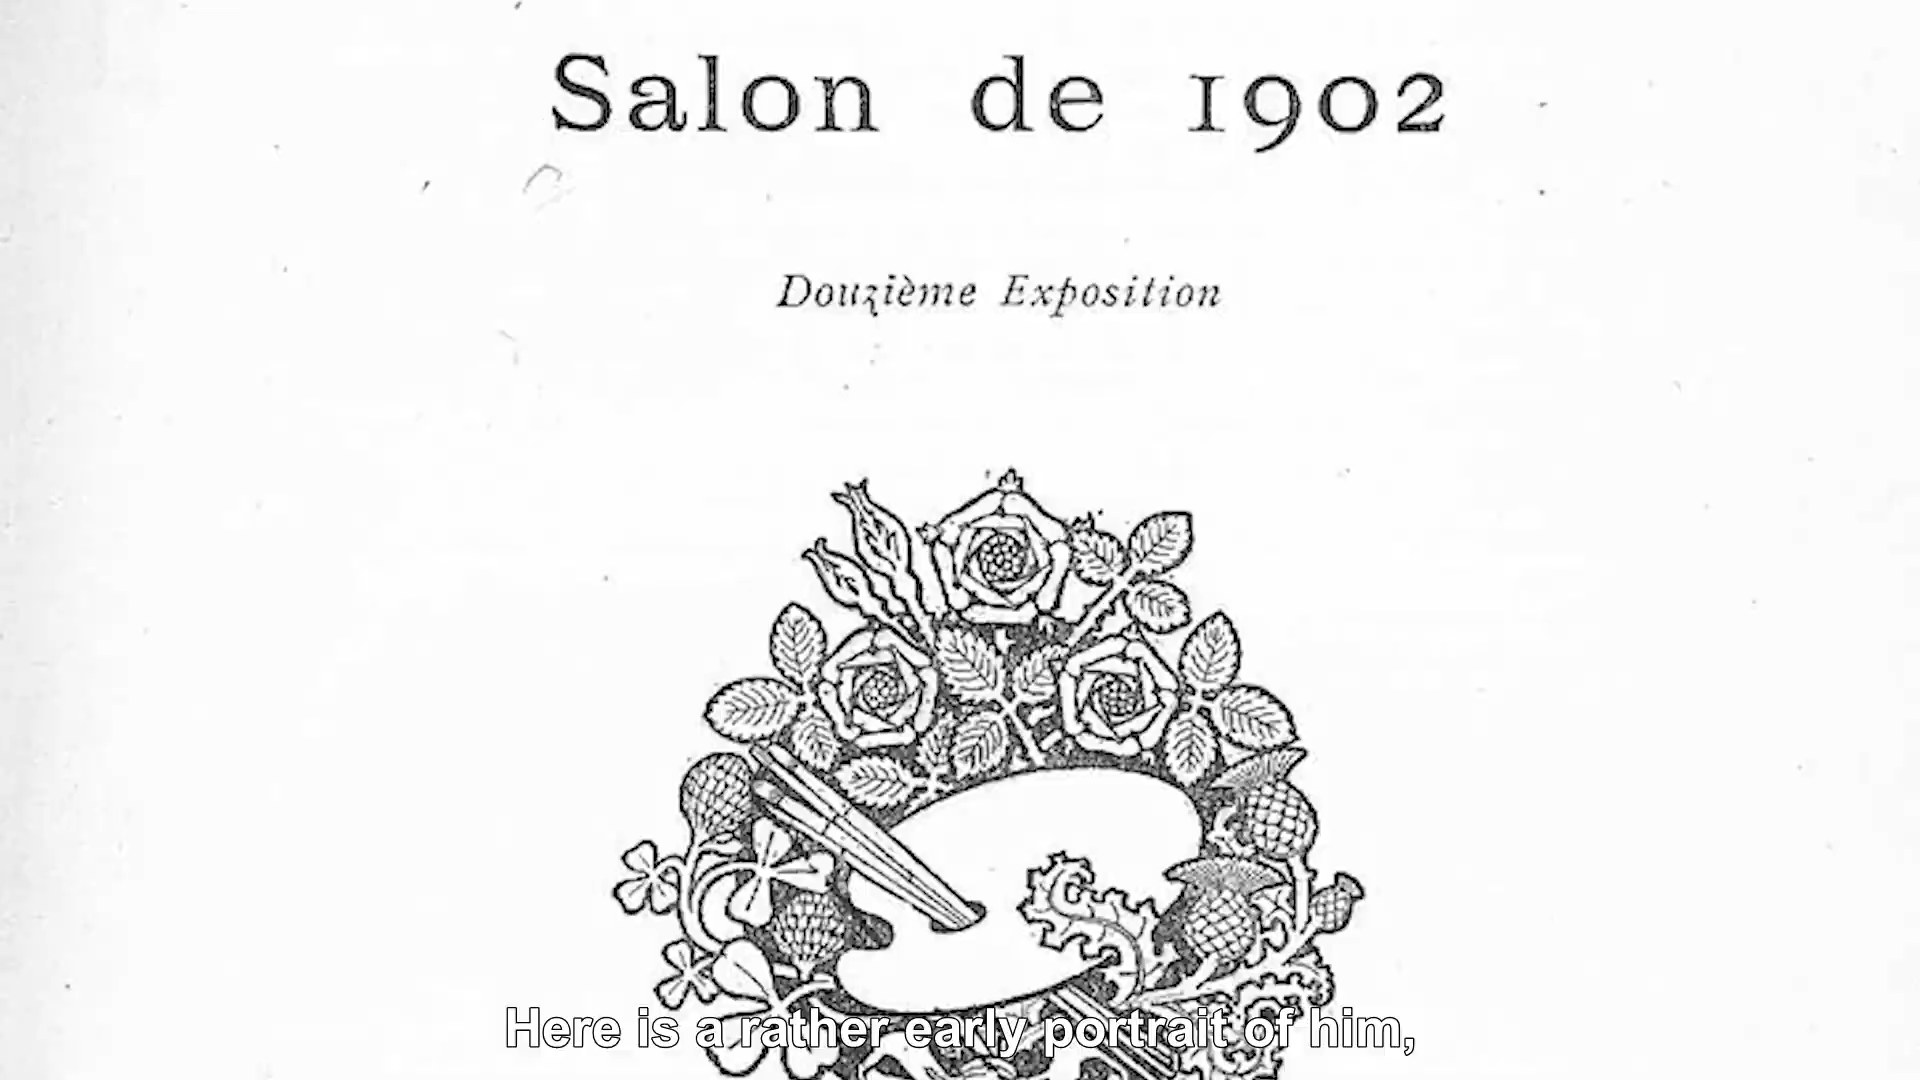 Salon de 1902
Douzième Exposition
Here is a rather early portrait of him,